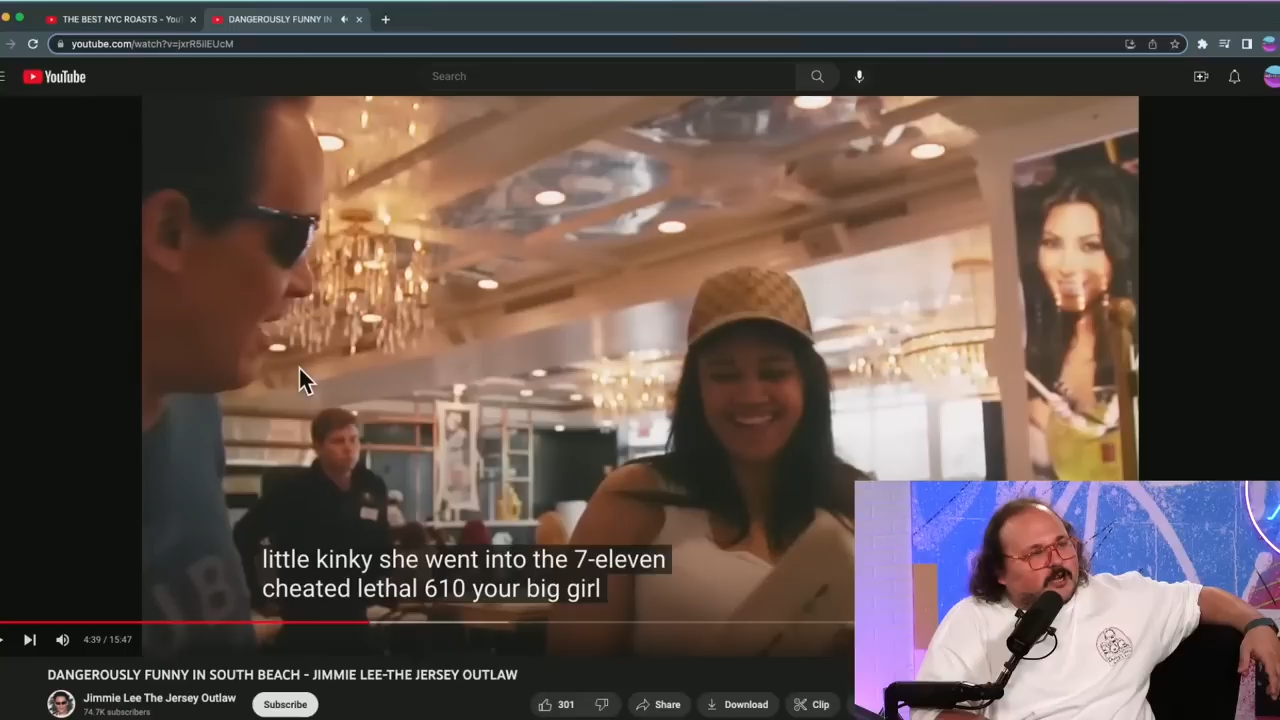 THE BEST NYC ROASTS - You
DANGEROUSLY FUNNY IN
youtube.com/watch?v=jxrR5ilEUcM
YouTube
Search
little kinky she went into the 7-eleven
cheated lethal 610 your big girl
4:39 / 15:47
DANGEROUSLY FUNNY IN SOUTH BEACH - JIMMIE LEE-THE JERSEY OUTLAW
Jimmie Lee The Jersey Outlaw
74.7K subscribers
Subscribe
301
Share
Download
Clip